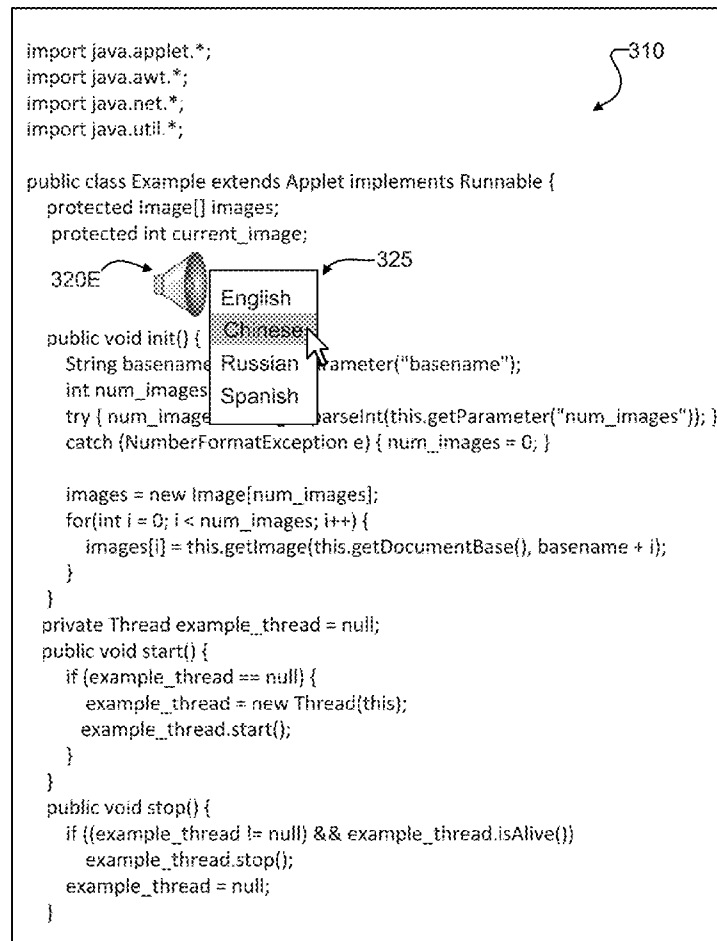 import java.applet.*;
310
import java.awt.*;
import java.net.*;
import java.util.*;
public class Example extends Applet implements Runnable {
protected Image[] images;
protected int current_image;
325
320E
English
Chinese
Russian
Spanish
public void init() {
String basename rameter("basename");
int num_images
try { num_image parseInt(this.getParameter("num_images")); }
catch (NumberFormatException e) { num_images = 0; }
images = new Image[num_images];
for(int i = 0; i < num_images; i++) {
images[i] = this.getImage(this.getDocumentBase(), basename + i);
}
}
private Thread example_thread = null;
public void start() {
if (example_thread == null) {
example_thread = new Thread(this);
example_thread.start();
}
}
public void stop() {
if ((example_thread != null) && example_thread.isAlive())
example_thread.stop();
example_thread = null;
}